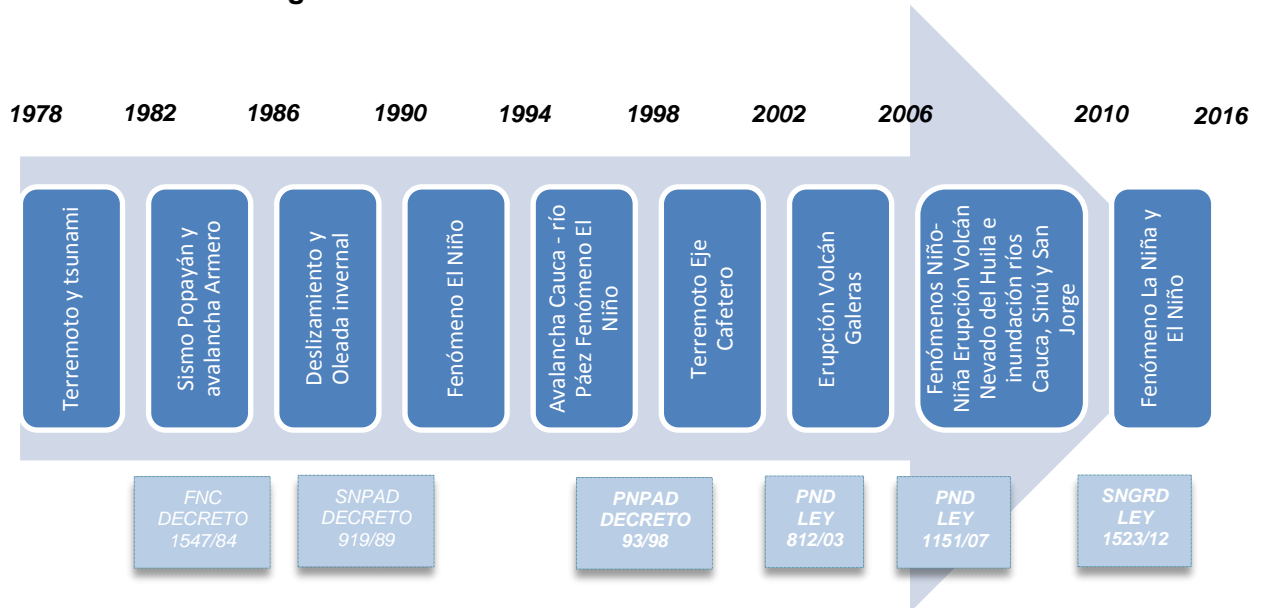 1978 1982 1986 1990 1994 1998 2002 2006 2010 2016
Terremoto y tsunami
Sismo Popayán y
avalancha Armero
Deslizamiento y
Oleada invernal
Fenómeno El Niño
Avalancha Cauca - río
Páez Fenómeno El
Niño
Terremoto Eje
Cafetero
Erupción Volcán
Galeras
Fenómenos Niño-
Niña Erupción Volcán
Nevado del Huila e
inundación ríos
Cauca, Sinú y San
Jorge
Fenómeno La Niña y
El Niño
FNC
DECRETO
1547/84
SNPAD
DECRETO
919/89
PNPAD
DECRETO
93/98
PND
LEY
812/03
PND
LEY
1151/07
SNGRD
LEY
1523/12